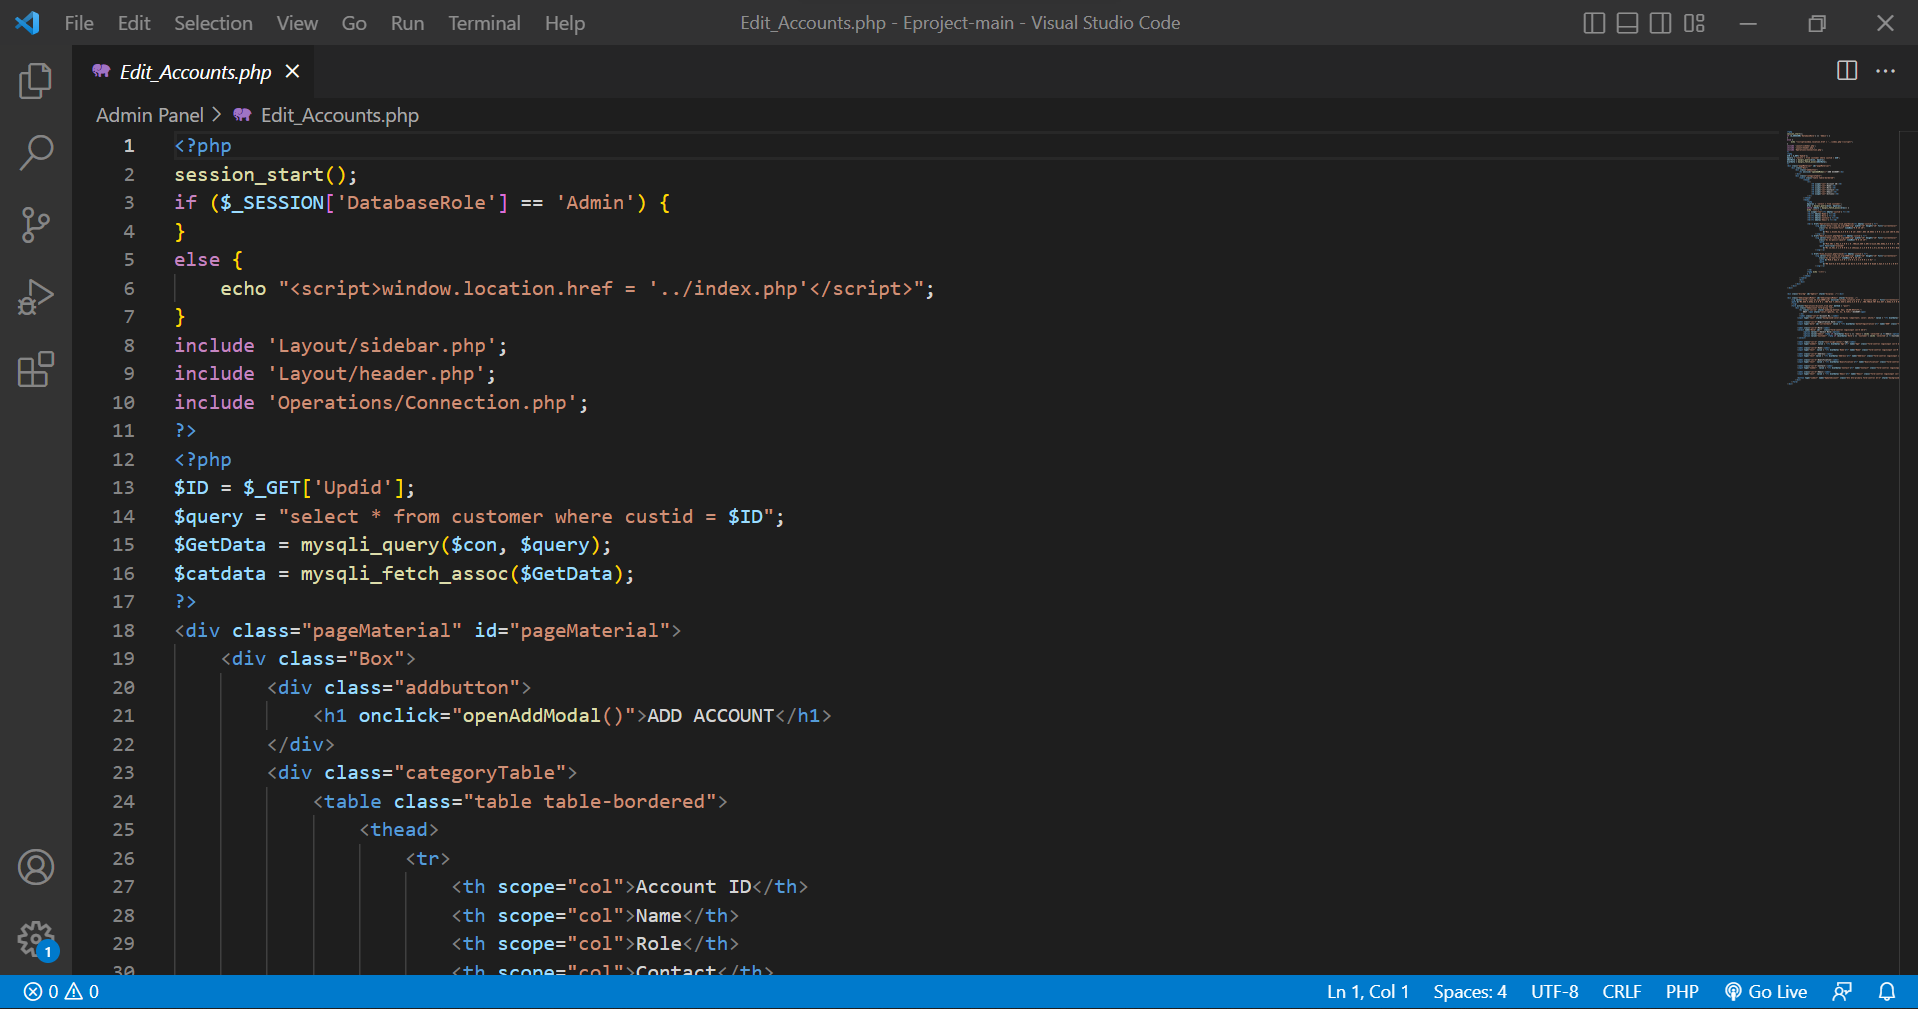 File Edit Selection View Go Run Terminal Help Edit_Accounts.php - Eproject-main - Visual Studio Code
Edit_Accounts.php
Admin Panel > Edit_Accounts.php
1 <?php
2 session_start();
3 if ($_SESSION['DatabaseRole'] == 'Admin') {
4 }
5 else {
6     echo "<script>window.location.href = '../index.php'</script>";
7 }
8 include 'Layout/sidebar.php';
9 include 'Layout/header.php';
10 include 'Operations/Connection.php';
11 ?>
12 <?php
13 $ID = $_GET['Updid'];
14 $query = "select * from customer where custid = $ID";
15 $GetData = mysqli_query($con, $query);
16 $catdata = mysqli_fetch_assoc($GetData);
17 ?>
18 <div class="pageMaterial" id="pageMaterial">
19     <div class="Box">
20         <div class="addbutton">
21             <h1 onclick="openAddModal()">ADD ACCOUNT</h1>
22         </div>
23         <div class="categoryTable">
24             <table class="table table-bordered">
25                 <thead>
26                     <tr>
27                         <th scope="col">Account ID</th>
28                         <th scope="col">Name</th>
29                         <th scope="col">Role</th>
30                         <th scope="col">Contact</th>
1
0 0 Ln 1, Col 1 Spaces: 4 UTF-8 CRLF PHP Go Live